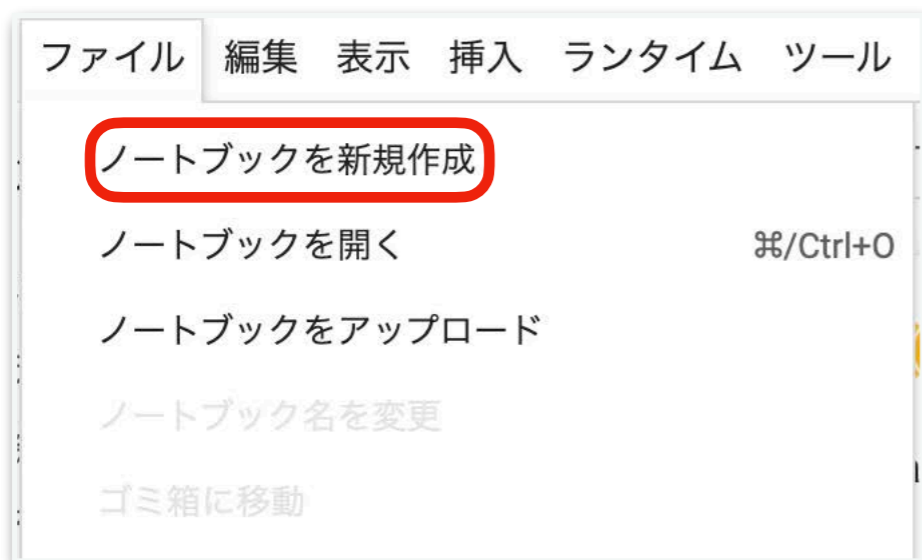 ファイル 編集 表示 挿入 ランタイム ツール
ノートブックを新規作成
ノートブックを開く ⌘/Ctrl+O
ノートブックをアップロード
ノートブック名を変更
ゴミ箱に移動